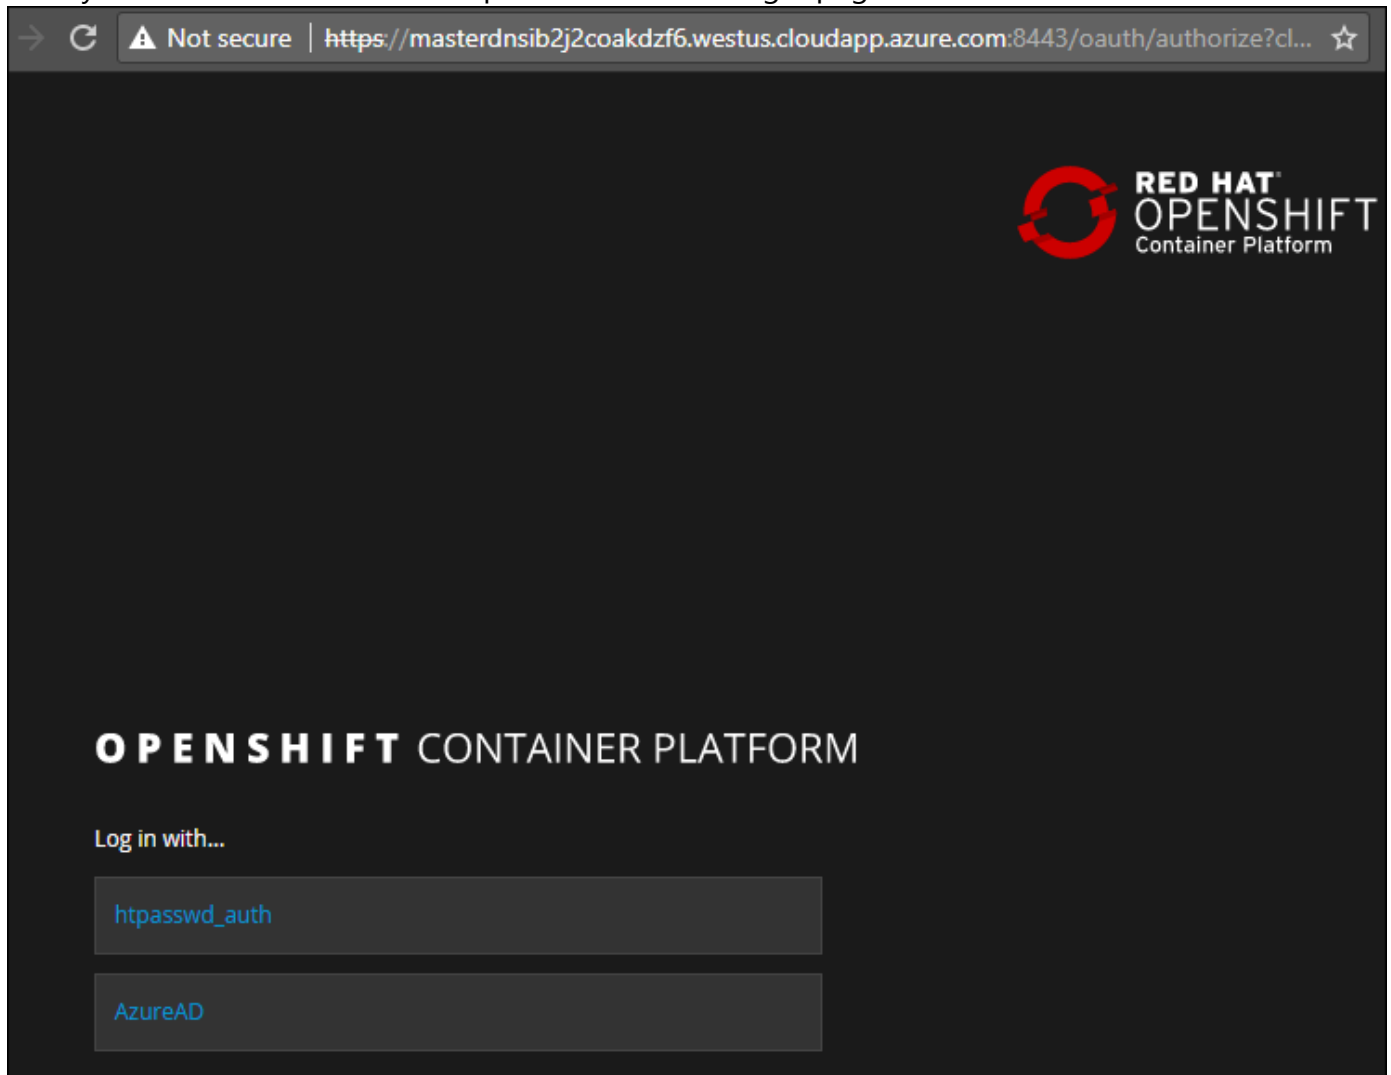 Not secure | https://masterdnsib2j2coakdzf6.westus.cloudapp.azure.com:8443/oauth/authorize?cl...
RED HAT
OPENSHIFT
Container Platform
OPENSHIFT CONTAINER PLATFORM
Log in with...
htpasswd_auth
AzureAD